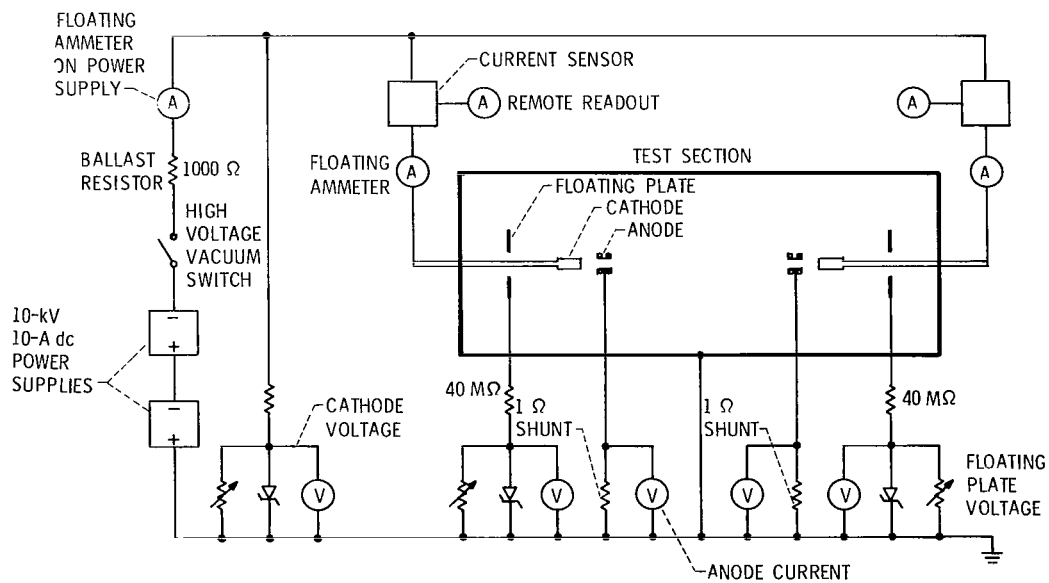 FLOATING
AMMETER
ON POWER
SUPPLY
A
CURRENT SENSOR
A
REMOTE READOUT
A
BALLAST
RESISTOR
1000 Ω
FLOATING
AMMETER
A
TEST SECTION
A
FLOATING PLATE
CATHODE
ANODE
HIGH
VOLTAGE
VACUUM
SWITCH
10-kV
10-A dc
POWER
SUPPLIES
−
+
−
+
CATHODE
VOLTAGE
40 MΩ
1 Ω
SHUNT
1 Ω
SHUNT
40 MΩ
FLOATING
PLATE
VOLTAGE
V
V
V
V
V
ANODE CURRENT